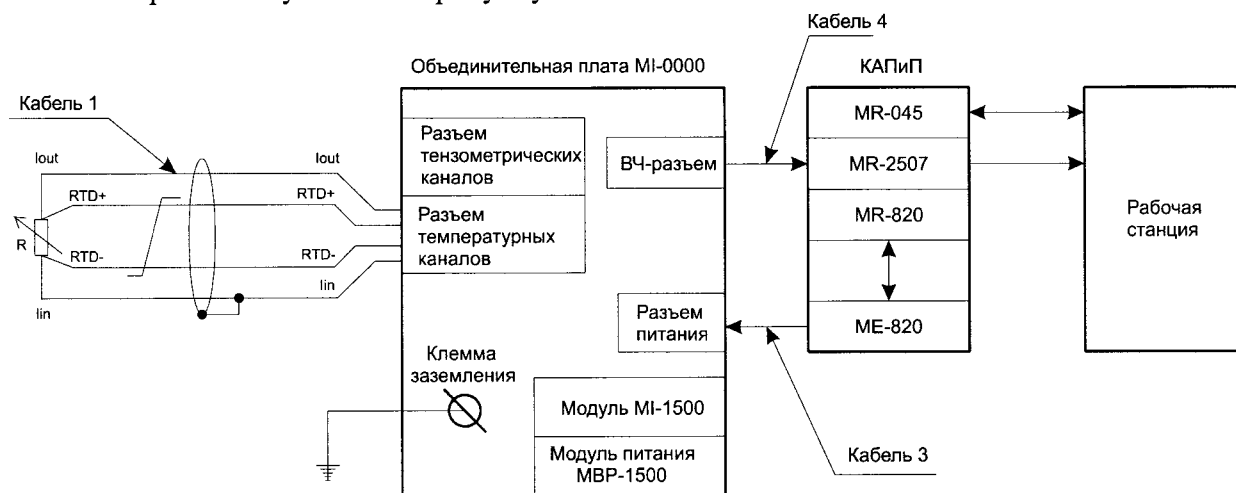 Кабель 4
Объединительная плата MI-0000
КАПиП
Кабель 1
MR-045
Разъем
тензометрических
каналов
ВЧ-разъем
MR-2507
Iout
Iout
RTD+
RTD+
Разъем
температурных
каналов
MR-820
Рабочая
станция
R
RTD-
RTD-
Iin
Iin
Разъем
питания
ME-820
Клемма
заземления
Модуль MI-1500
Модуль питания
MBP-1500
Кабель 3